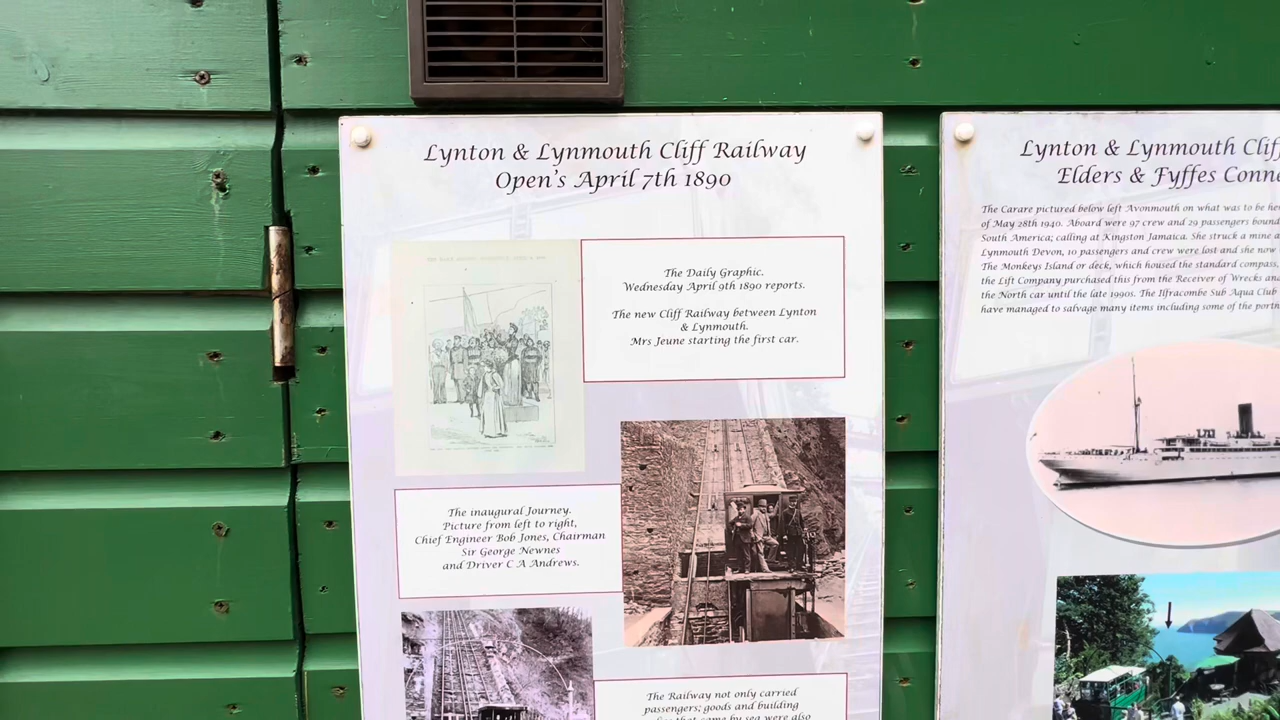 Lynton & Lynmouth Cliff Railway
Open's April 7th 1890
The Daily Graphic.
Wednesday April 9th 1890 reports.
The new Cliff Railway between Lynton
& Lynmouth.
Mrs Jeune starting the first car.
The inaugural Journey.
Picture from left to right,
Chief Engineer Bob Jones, Chairman
Sir George Newnes
and Driver C A Andrews.
The Railway not only carried
passengers; goods and building
that came by sea were also
Lynton & Lynmouth
Elders & Fyffes
The Carare pictured below left Avonmouth on what was to be
of May 28th 1940. Aboard were 97 crew and 29 passengers bound
South America; calling at Kingston Jamaica. She struck a mine
Lynmouth Devon, 10 passengers and crew were lost and she now
The Monkeys Island or deck, which housed the standard compass,
the Lift Company purchased this from the Receiver of Wrecks and
the North car until the late 1990s. The Ilfracombe Sub Aqua Club
have managed to salvage many items including some of the